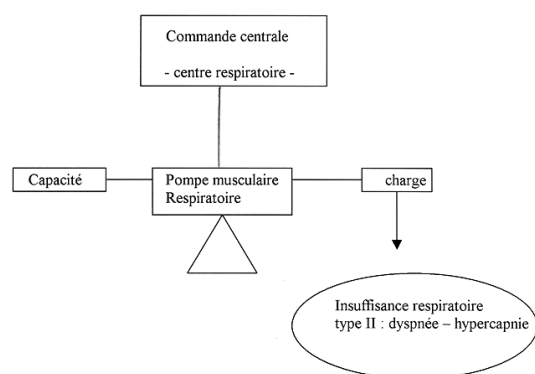 Commande centrale
- centre respiratoire -
Capacité
Pompe musculaire
Respiratoire
charge
Insuffisance respiratoire
type II : dyspnée – hypercapnie